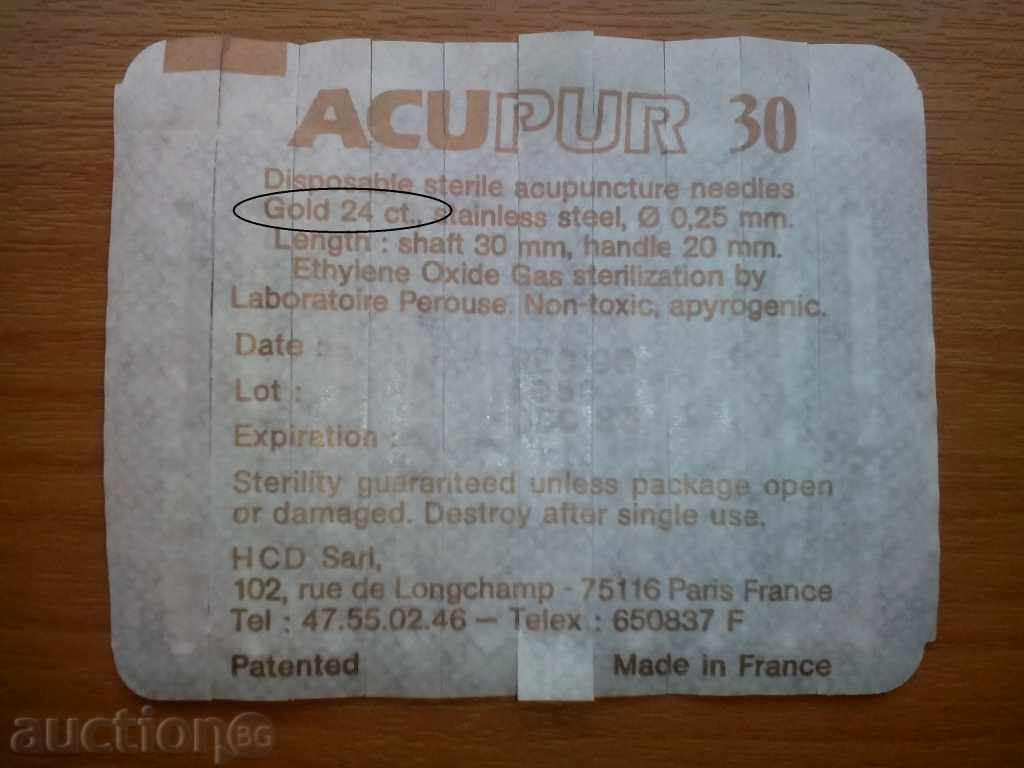 ACUPUR 30
Disposable sterile acupuncture needles
Gold 24 ct., stainless steel, Ø 0,25 mm.
Length : shaft 30 mm, handle 20 mm.
Ethylene Oxide Gas sterilization by
Laboratoire Perouse. Non-toxic, apyrogenic.
Date :
Lot :
Expiration :
Sterility guaranteed unless package open
or damaged. Destroy after single use.
HCD Sarl,
102, rue de Longchamp - 75116 Paris France
Tel : 47.55.02.46 — Telex : 650837 F
Patented Made in France
auction BG